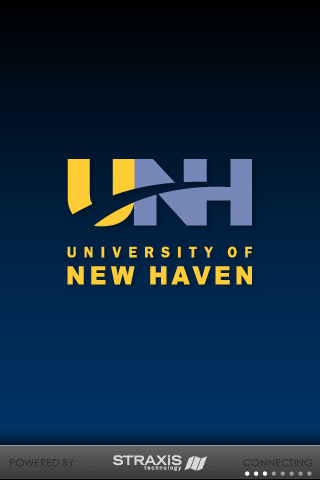 UNH
UNIVERSITY OF
NEW HAVEN
POWERED BY STRAXIS CONNECTING
technology